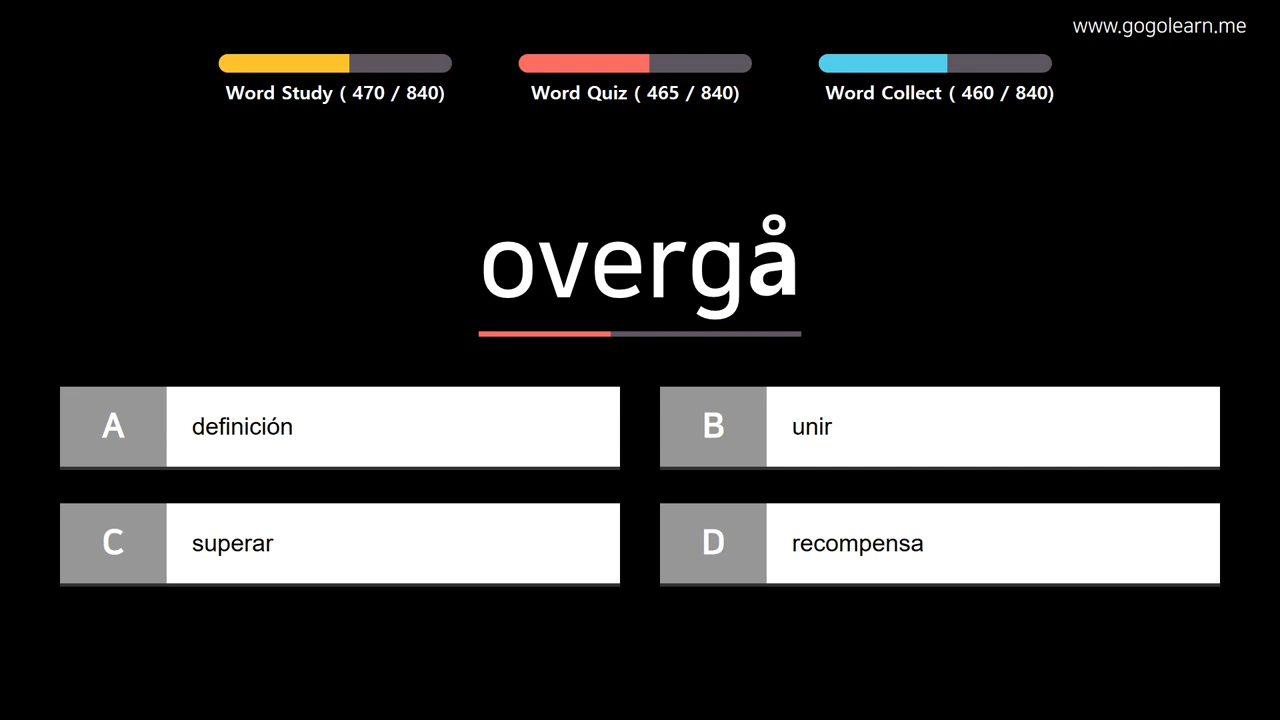 www.gogolearn.me
Word Study ( 470 / 840)
Word Quiz ( 465 / 840)
Word Collect ( 460 / 840)
overgå
A definición
B unir
C superar
D recompensa